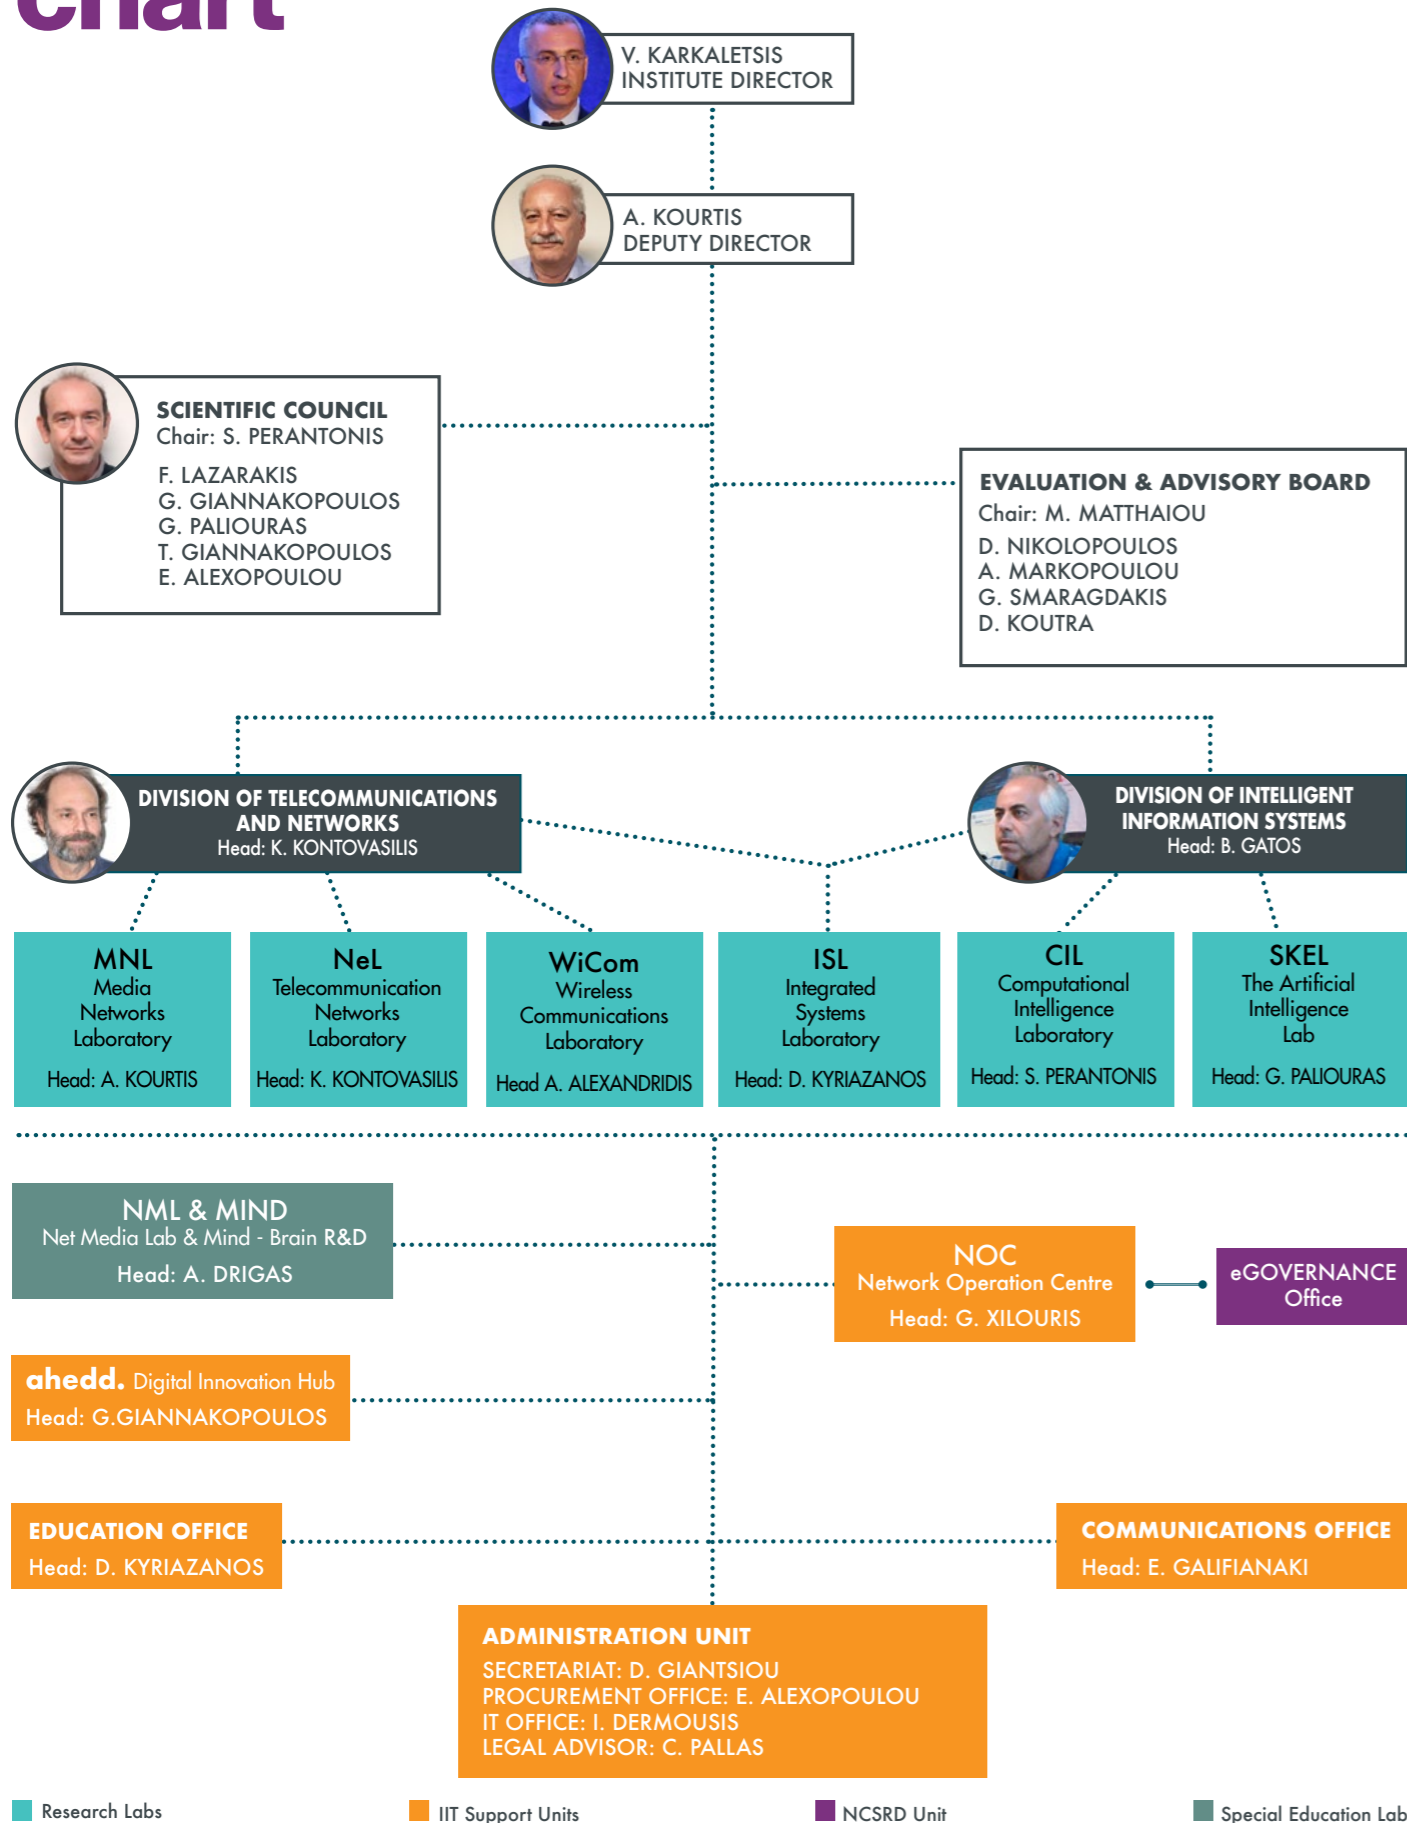 chart
V. KARKALETSIS
INSTITUTE DIRECTOR
A. KOURTIS
DEPUTY DIRECTOR
SCIENTIFIC COUNCIL
Chair: S. PERANTONIS
F. LAZARAKIS
G. GIANNAKOPOULOS
G. PALIOURAS
T. GIANNAKOPOULOS
E. ALEXOPOULOU
EVALUATION & ADVISORY BOARD
Chair: M. MATTHAIOU
D. NIKOLOPOULOS
A. MARKOPOULOU
G. SMARAGDAKIS
D. KOUTRA
DIVISION OF TELECOMMUNICATIONS
AND NETWORKS
Head: K. KONTOVASILIS
DIVISION OF INTELLIGENT
INFORMATION SYSTEMS
Head: B. GATOS
MNL
Media
Networks
Laboratory
Head: A. KOURTIS
NeL
Telecommunication
Networks
Laboratory
Head: K. KONTOVASILIS
WiCom
Wireless
Communications
Laboratory
Head A. ALEXANDRIDIS
ISL
Integrated
Systems
Laboratory
Head: D. KYRIAZANOS
CIL
Computational
Intelligence
Laboratory
Head: S. PERANTONIS
SKEL
The Artificial
Intelligence
Lab
Head: G. PALIOURAS
NML & MIND
Net Media Lab & Mind - Brain R&D
Head: A. DRIGAS
NOC
Network Operation Centre
Head: G. XILOURIS
eGOVERNANCE
Office
ahedd. Digital Innovation Hub
Head: G.GIANNAKOPOULOS
EDUCATION OFFICE
Head: D. KYRIAZANOS
COMMUNICATIONS OFFICE
Head: E. GALIFIANAKI
ADMINISTRATION UNIT
SECRETARIAT: D. GIANTSIOU
PROCUREMENT OFFICE: E. ALEXOPOULOU
IT OFFICE: I. DERMOUSIS
LEGAL ADVISOR: C. PALLAS
Research Labs
IIT Support Units
NCSRD Unit
Special Education Lab